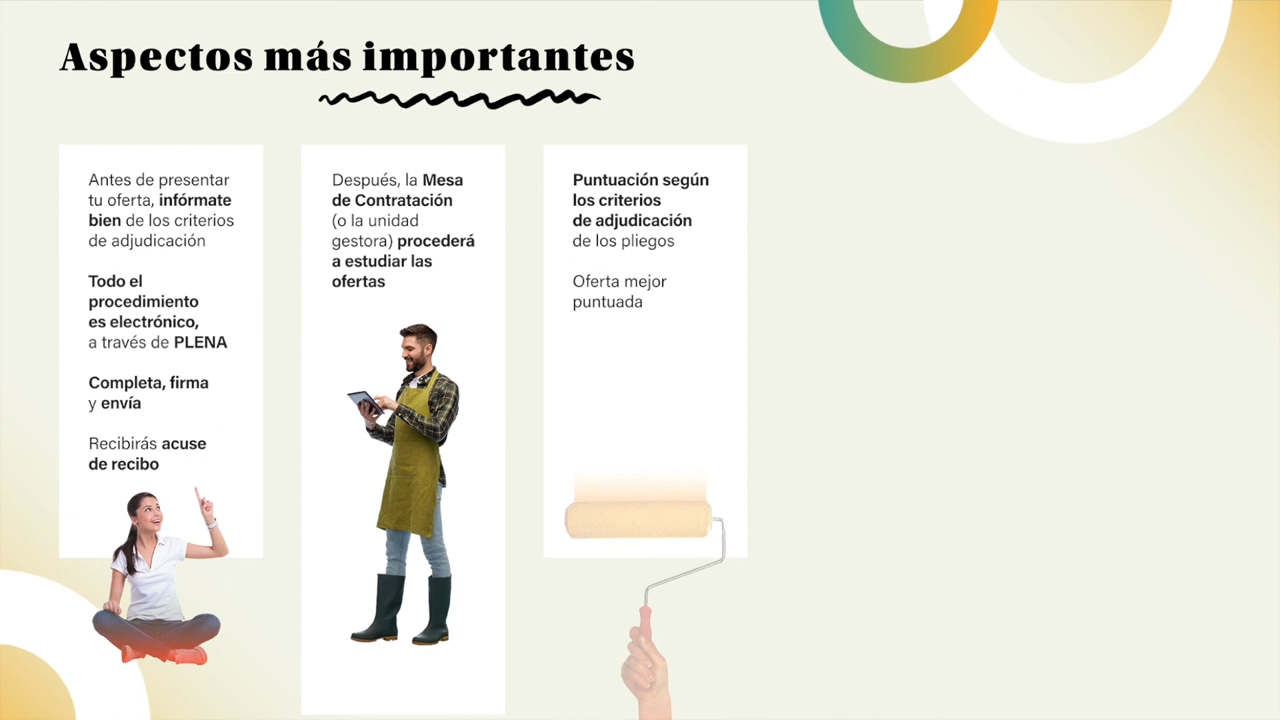 Aspectos más importantes
Antes de presentar
tu oferta, infórmate
bien de los criterios
de adjudicación
Todo el
procedimiento
es electrónico,
a través de PLENA
Completa, firma
y envía
Recibirás acuse
de recibo
Después, la Mesa
de Contratación
(o la unidad
gestora) procederá
a estudiar las
ofertas
Puntuación según
los criterios
de adjudicación
de los pliegos
Oferta mejor
puntuada